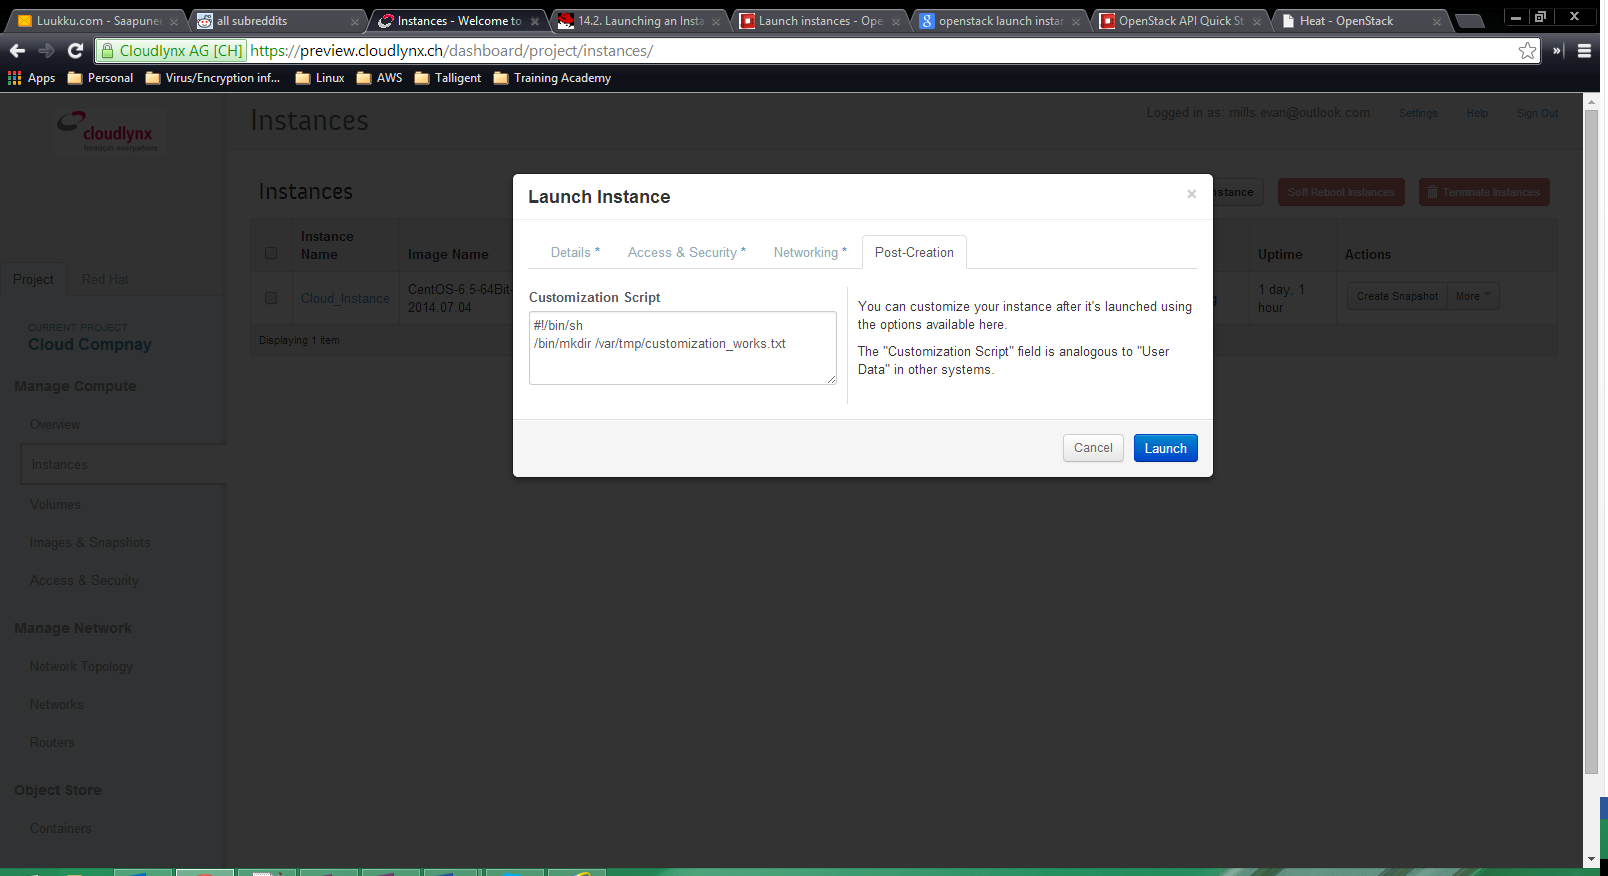 Luukku.com - Saapunee
all subreddits
Instances - Welcome to
14.2. Launching an Insta
Launch instances - Ope
openstack launch instan
OpenStack API Quick St
Heat - OpenStack
Cloudlynx AG [CH] https://preview.cloudlynx.ch/dashboard/project/instances/
Apps Personal Virus/Encryption inf... Linux AWS Talligent Training Academy
cloudlynx
freedom everywhere
Instances
Logged in as: mills.evan@outlook.com Settings Help Sign Out
Project Red Hat
CURRENT PROJECT
Cloud Compnay
Manage Compute
Overview
Instances
Volumes
Images & Snapshots
Access & Security
Manage Network
Network Topology
Networks
Routers
Object Store
Containers
Instances
nstance Soft Reboot Instances Terminate Instances
Instance Name Image Name Uptime Actions
Cloud_Instance CentOS-6.5-64Bit-2014.07.04 1 day, 1 hour Create Snapshot More
Displaying 1 item
Launch Instance ×
Details * Access & Security * Networking * Post-Creation
Customization Script
#!/bin/sh
/bin/mkdir /var/tmp/customization_works.txt
You can customize your instance after it's launched using
the options available here.
The "Customization Script" field is analogous to "User
Data" in other systems.
Cancel Launch